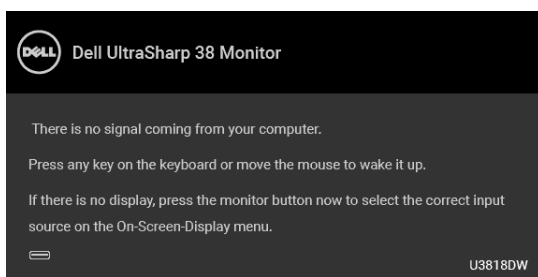 DELL
Dell UltraSharp 38 Monitor
There is no signal coming from your computer.
Press any key on the keyboard or move the mouse to wake it up.
If there is no display, press the monitor button now to select the correct input
source on the On-Screen-Display menu.
U3818DW